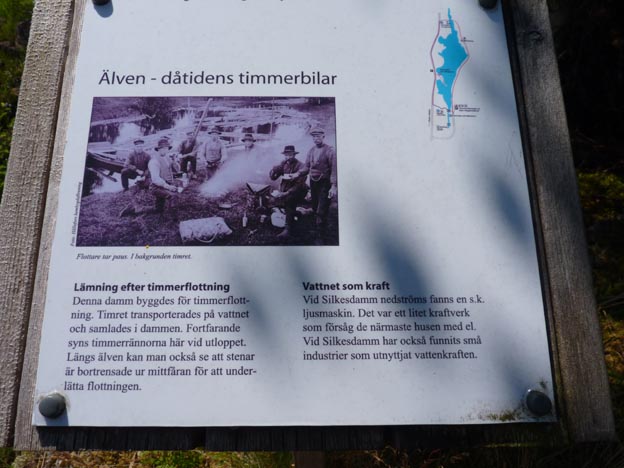 Älven - dåtidens timmerbilar
Flottare tar paus. I bakgrunden timret.
Lämning efter timmerflottning
Denna damm byggdes för timmerflott-
ning. Timret transporterades på vattnet
och samlades i dammen. Fortfarande
syns timmerrännorna här vid utloppet.
Längs älven kan man också se att stenar
är bortrensade ur mittfåran för att under-
lätta flottningen.
Vattnet som kraft
Vid Silkesdamm nedströms fanns en s.k.
ljusmaskin. Det var ett litet kraftverk
som försåg de närmaste husen med el.
Vid Silkesdamm har också funnits små
industrier som utnyttjat vattenkraften.